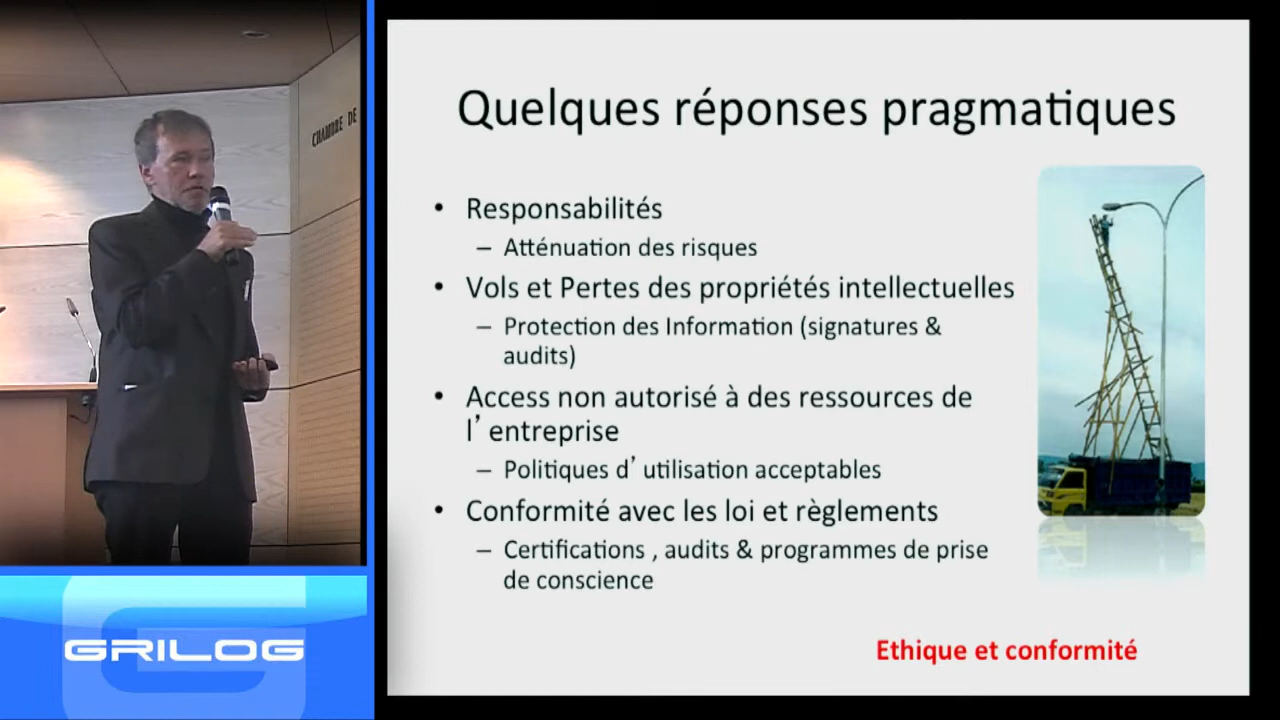 CHAMBRE DE
Quelques réponses pragmatiques
• Responsabilités
– Atténuation des risques
• Vols et Pertes des propriétés intellectuelles
– Protection des Information (signatures &
audits)
• Access non autorisé à des ressources de
l’ entreprise
– Politiques d’ utilisation acceptables
• Conformité avec les loi et règlements
– Certifications , audits & programmes de prise
de conscience
Ethique et conformité
GRILOG